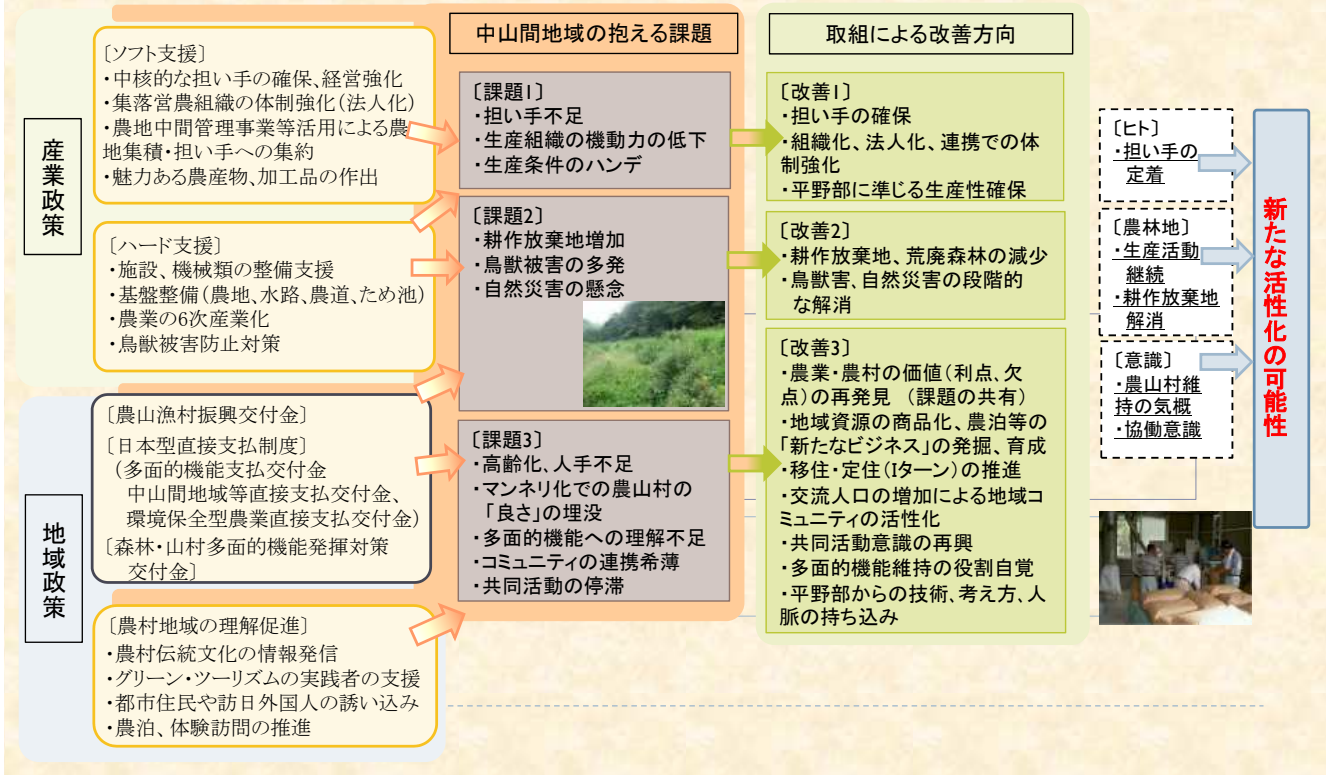 産業政策
〔ソフト支援〕
・中核的な担い手の確保、経営強化
・集落営農組織の体制強化(法人化)
・農地中間管理事業等活用による農
地集積・担い手への集約
・魅力ある農産物、加工品の作出
〔ハード支援〕
・施設、機械類の整備支援
・基盤整備(農地、水路、農道、ため池)
・農業の6次産業化
・鳥獣被害防止対策
地域政策
〔農山漁村振興交付金〕
〔日本型直接支払制度〕
(多面的機能支払交付金
中山間地域等直接支払交付金、
環境保全型農業直接支払交付金)
〔森林・山村多面的機能発揮対策
交付金〕
〔農村地域の理解促進〕
・農村伝統文化の情報発信
・グリーン・ツーリズムの実践者の支援
・都市住民や訪日外国人の誘い込み
・農泊、体験訪問の推進
中山間地域の抱える課題
〔課題1〕
・担い手不足
・生産組織の機動力の低下
・生産条件のハンデ
〔課題2〕
・耕作放棄地増加
・鳥獣被害の多発
・自然災害の懸念
〔課題3〕
・高齢化、人手不足
・マンネリ化での農山村の
「良さ」の埋没
・多面的機能への理解不足
・コミュニティの連携希薄
・共同活動の停滞
取組による改善方向
〔改善1〕
・担い手の確保
・組織化、法人化、連携での体
制強化
・平野部に準じる生産性確保
〔改善2〕
・耕作放棄地、荒廃森林の減少
・鳥獣害、自然災害の段階的
な解消
〔改善3〕
・農業・農村の価値(利点、欠
点)の再発見 (課題の共有)
・地域資源の商品化、農泊等の
「新たなビジネス」の発掘、育成
・移住・定住(Iターン)の推進
・交流人口の増加による地域コ
ミュニティの活性化
・共同活動意識の再興
・多面的機能維持の役割自覚
・平野部からの技術、考え方、人
脈の持ち込み
〔ヒト〕
・担い手の
定着
〔農林地〕
・生産活動
継続
・耕作放棄地
解消
〔意識〕
・農山村維
持の気概
・協働意識
新たな活性化の可能性